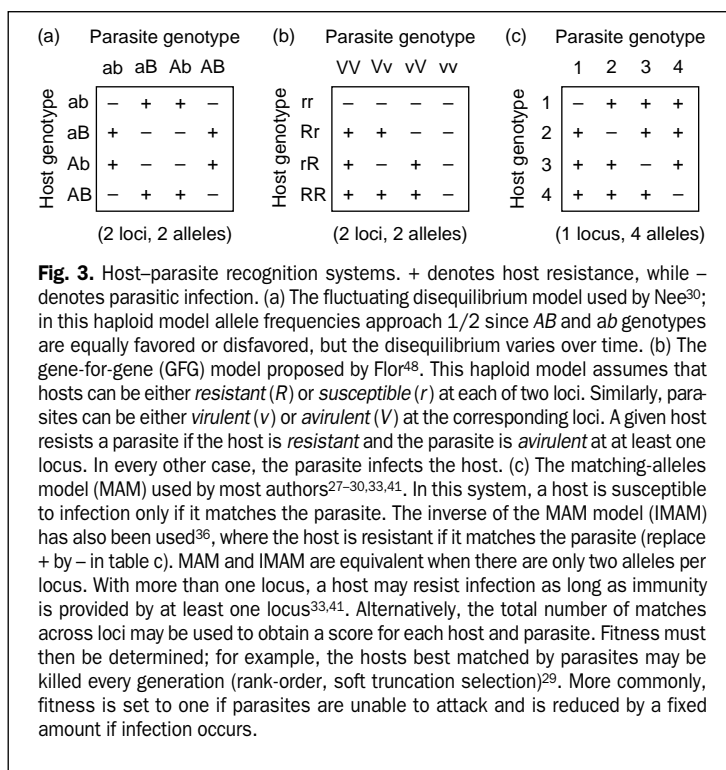 (a) Parasite genotype (b) Parasite genotype (c) Parasite genotype
ab aB Ab AB VV Vv vV vv 1 2 3 4
Host genotype Host genotype Host genotype
ab – + + – rr – – – – 1 – + + +
aB + – – + Rr + + – – 2 + – + +
Ab + – – + rR + – + – 3 + + – +
AB – + + – RR + + + – 4 + + + –
(2 loci, 2 alleles) (2 loci, 2 alleles) (1 locus, 4 alleles)
Fig. 3. Host–parasite recognition systems. + denotes host resistance, while –
denotes parasitic infection. (a) The fluctuating disequilibrium model used by Nee30;
in this haploid model allele frequencies approach 1/2 since AB and ab genotypes
are equally favored or disfavored, but the disequilibrium varies over time. (b) The
gene-for-gene (GFG) model proposed by Flor48. This haploid model assumes that
hosts can be either resistant (R) or susceptible (r) at each of two loci. Similarly, para-
sites can be either virulent (v) or avirulent (V) at the corresponding loci. A given host
resists a parasite if the host is resistant and the parasite is avirulent at at least one
locus. In every other case, the parasite infects the host. (c) The matching-alleles
model (MAM) used by most authors27–30,33,41. In this system, a host is susceptible
to infection only if it matches the parasite. The inverse of the MAM model (IMAM)
has also been used36, where the host is resistant if it matches the parasite (replace
+ by – in table c). MAM and IMAM are equivalent when there are only two alleles per
locus. With more than one locus, a host may resist infection as long as immunity
is provided by at least one locus33,41. Alternatively, the total number of matches
across loci may be used to obtain a score for each host and parasite. Fitness must
then be determined; for example, the hosts best matched by parasites may be
killed every generation (rank-order, soft truncation selection)29. More commonly,
fitness is set to one if parasites are unable to attack and is reduced by a fixed
amount if infection occurs.